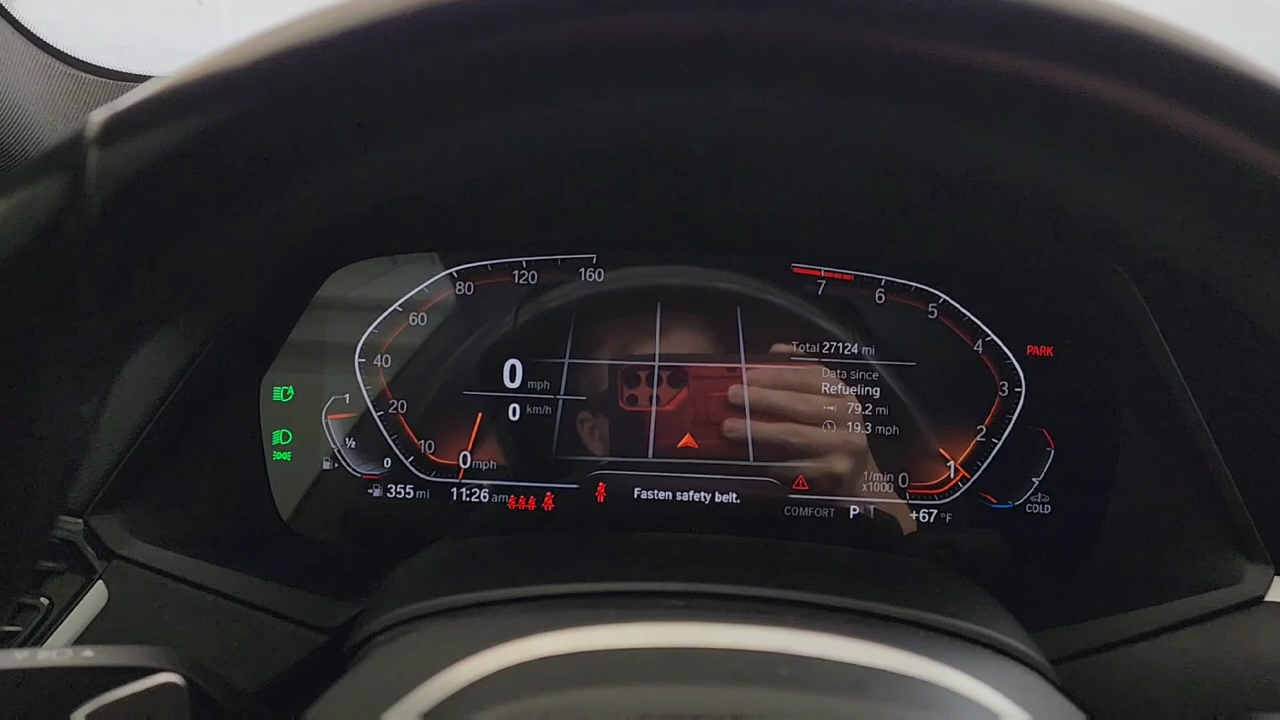 160
120
80
60
40
20
10
0 mph
0 mph
0 km/h
1
½
0
355 mi
11:26 am
Fasten safety belt.
Total 27124 mi
Data since
Refueling
79.2 mi
19.3 mph
7
6
5
4
3
2
1
0
1/min
x1000
COMFORT P
+67 °F
PARK
COLD